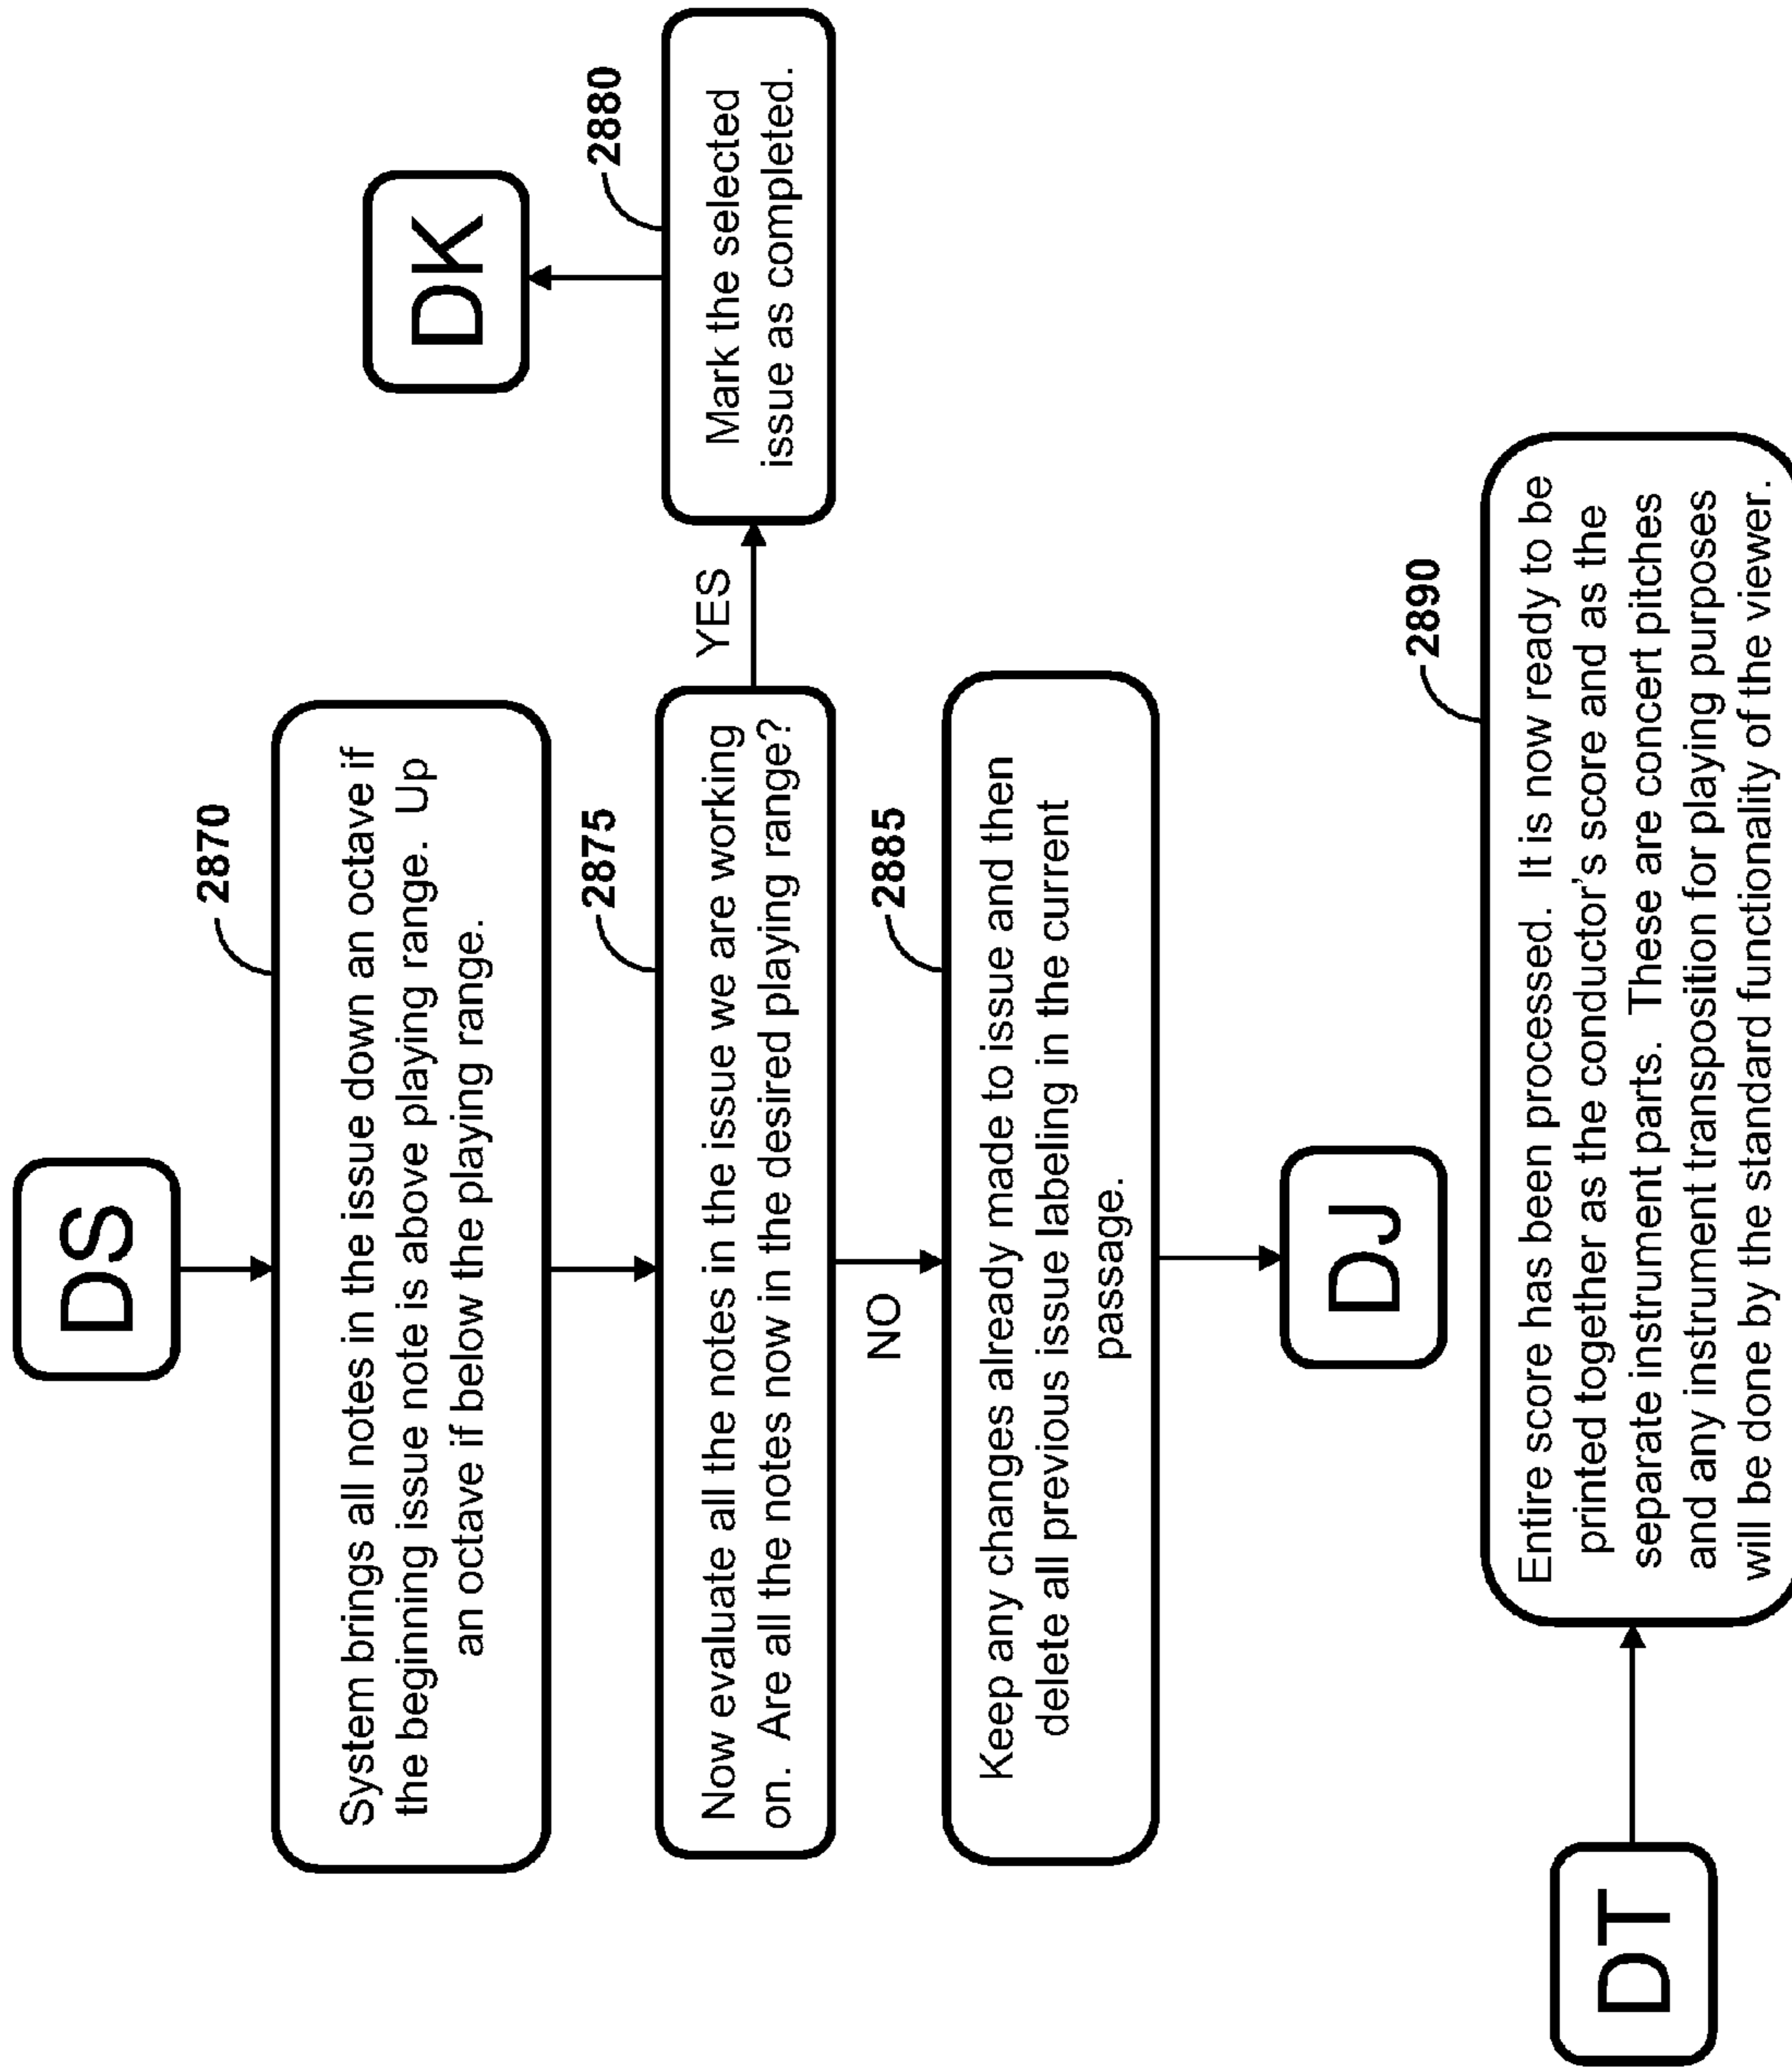 DS
2870
System brings all notes in the issue down an octave if
the beginning issue note is above playing range. Up
an octave if below the playing range.
2875
Now evaluate all the notes in the issue we are working
on. Are all the notes now in the desired playing range?
YES
DK
2880
Mark the selected
issue as completed.
NO
2885
Keep any changes already made to issue and then
delete all previous issue labeling in the current
passage.
DJ
DT
2890
Entire score has been processed. It is now ready to be
printed together as the conductor's score and as the
separate instrument parts. These are concert pitches
and any instrument transposition for playing purposes
will be done by the standard functionality of the viewer.